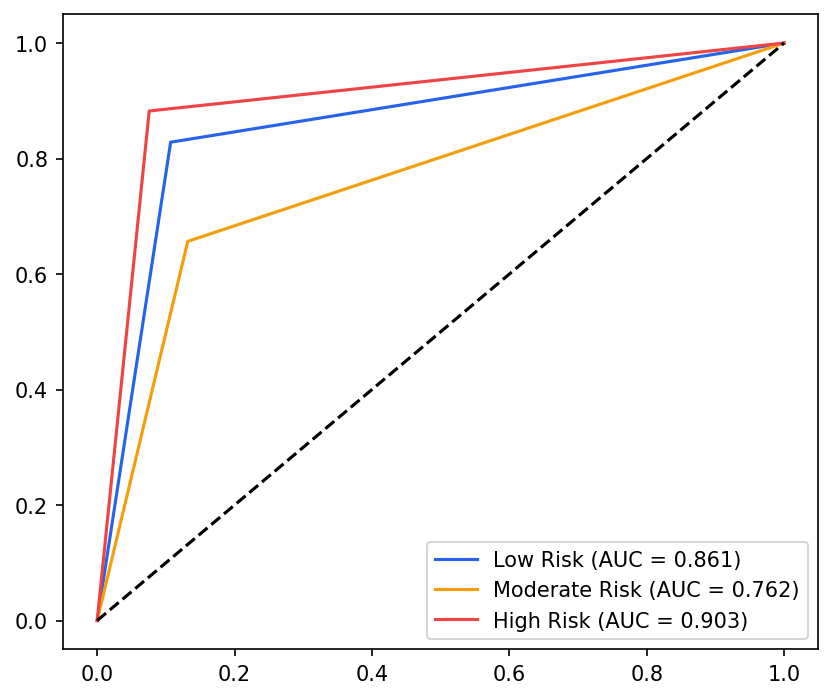 1.0
0.8
0.6
0.4
0.2
0.0
Low Risk (AUC = 0.861)
Moderate Risk (AUC = 0.762)
High Risk (AUC = 0.903)
0.0 0.2 0.4 0.6 0.8 1.0